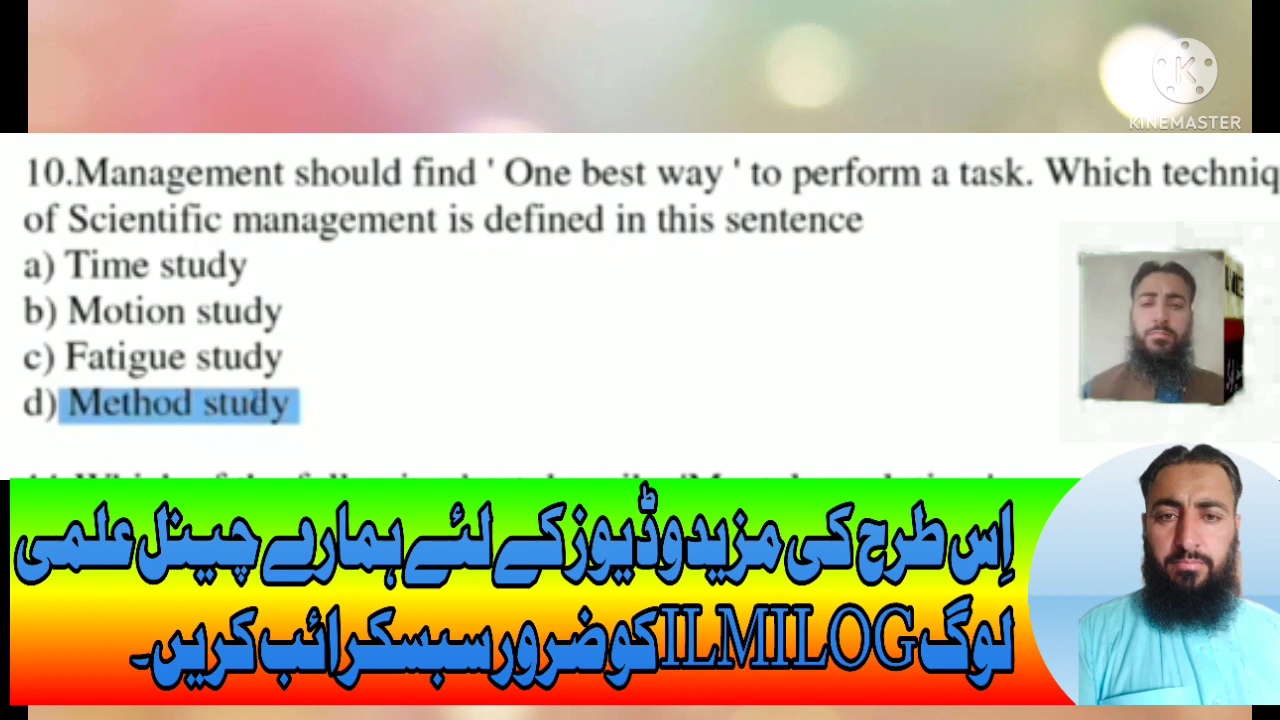 KINEMASTER
10.Management should find ' One best way ' to perform a task. Which techniq
of Scientific management is defined in this sentence
a) Time study
b) Motion study
c) Fatigue study
d) Method study
اِس طرح کی مزید وڈیوز کے لئے ہمارے چینل علمی
لوگ ILMILOG کو ضرور سبسکرائب کریں۔